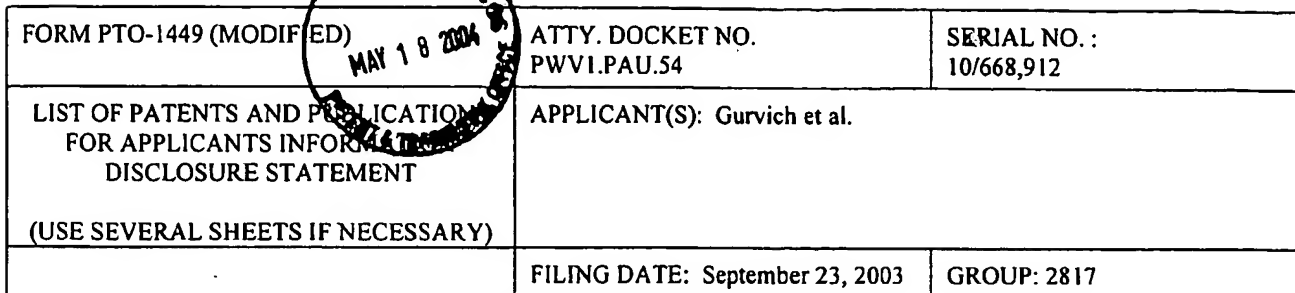 FORM PTO-1449 (MODIFIED)
MAY 18 2004
ATTY. DOCKET NO.
PWV1.PAU.54
SERIAL NO. :
10/668,912
LIST OF PATENTS AND PUBLICATIONS
FOR APPLICANTS
DISCLOSURE STATEMENT
(USE SEVERAL SHEETS IF NECESSARY)
APPLICANT(S): Gurvich et al.
FILING DATE: September 23, 2003
GROUP: 2817